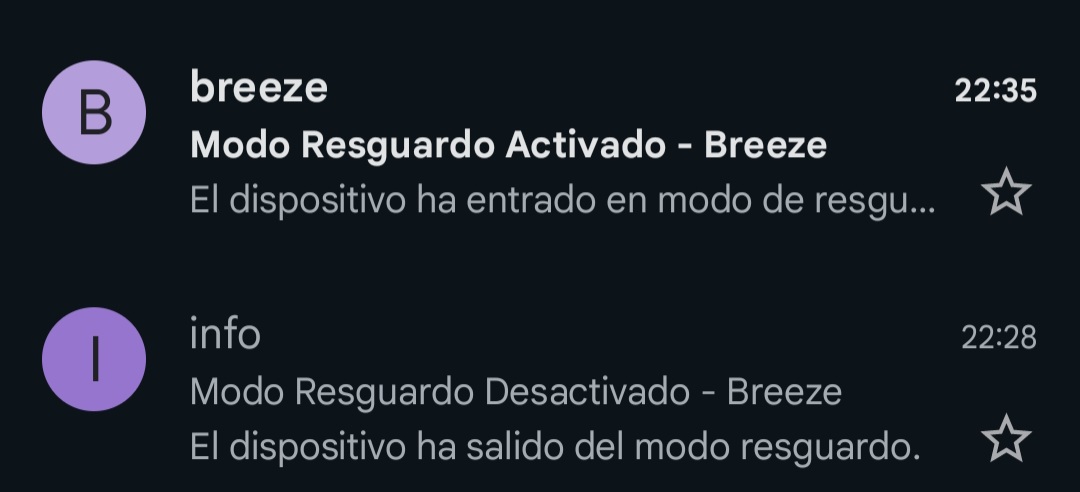 B
breeze
22:35
Modo Resguardo Activado - Breeze
El dispositivo ha entrado en modo de resgu...
I
info
22:28
Modo Resguardo Desactivado - Breeze
El dispositivo ha salido del modo resguardo.